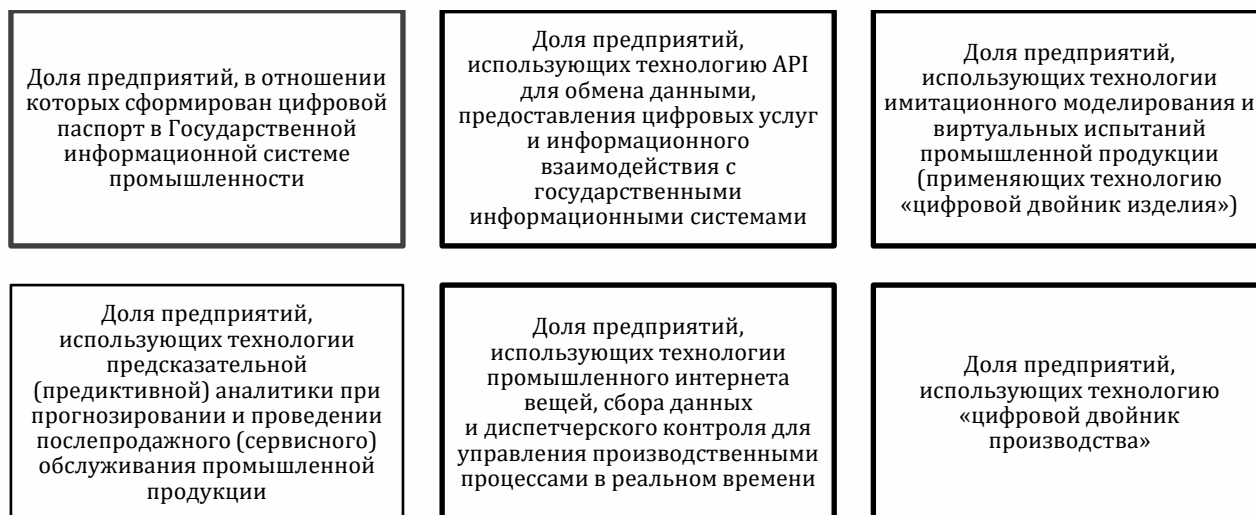 Доля предприятий, в отношении
которых сформирован цифровой
паспорт в Государственной
информационной системе
промышленности
Доля предприятий,
использующих технологию API
для обмена данными,
предоставления цифровых услуг
и информационного
взаимодействия с
государственными
информационными системами
Доля предприятий,
использующих технологии
имитационного моделирования и
виртуальных испытаний
промышленной продукции
(применяющих технологию
«цифровой двойник изделия»)
Доля предприятий,
использующих технологии
предсказательной
(предиктивной) аналитики при
прогнозировании и проведении
послепродажного (сервисного)
обслуживания промышленной
продукции
Доля предприятий,
использующих технологии
промышленного интернета
вещей, сбора данных
и диспетчерского контроля для
управления производственными
процессами в реальном времени
Доля предприятий,
использующих технологию
«цифровой двойник
производства»